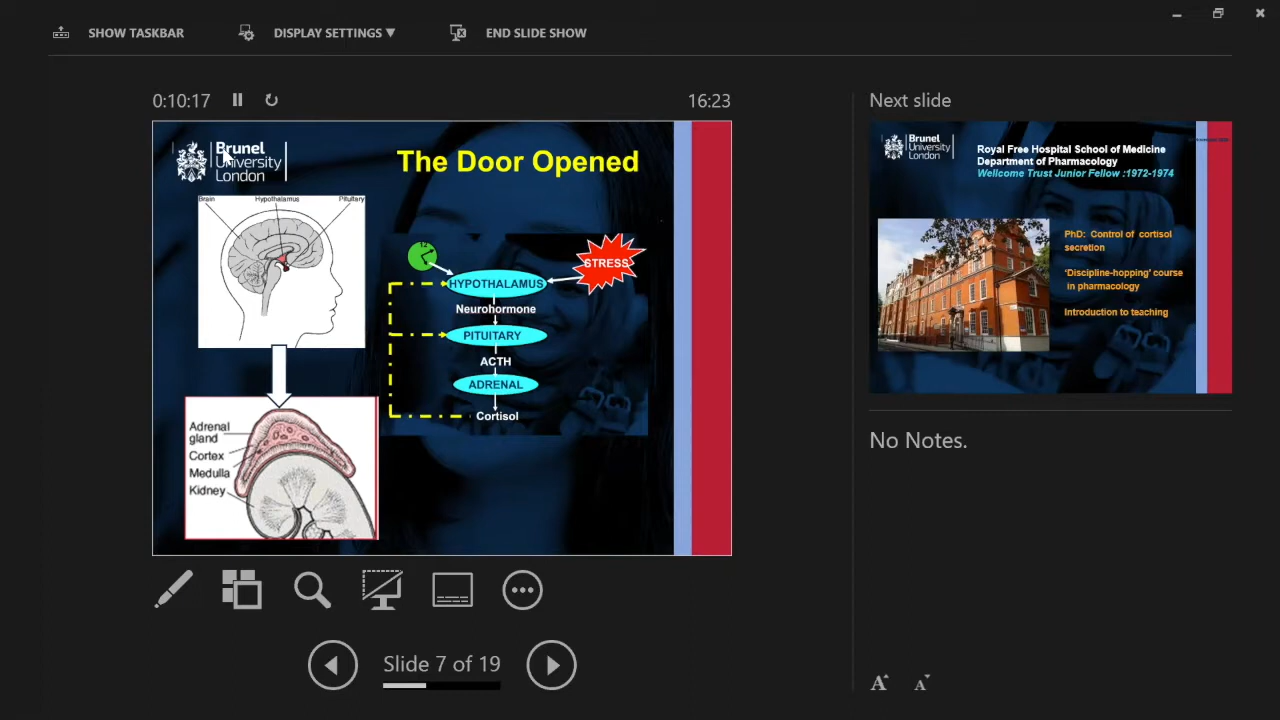 SHOW TASKBAR
DISPLAY SETTINGS ▼
END SLIDE SHOW
0:10:17
16:23
Brunel
University
London
The Door Opened
Brain
Hypothalamus
Pituitary
12
STRESS
HYPOTHALAMUS
Neurohormone
PITUITARY
ACTH
ADRENAL
Cortisol
Adrenal
gland
Cortex
Medulla
Kidney
Slide 7 of 19
Next slide
Brunel
University
London
Royal Free Hospital School of Medicine
Department of Pharmacology
Wellcome Trust Junior Fellow :1972-1974
PhD: Control of cortisol
secretion
'Discipline-hopping' course
in pharmacology
Introduction to teaching
No Notes.
A
A